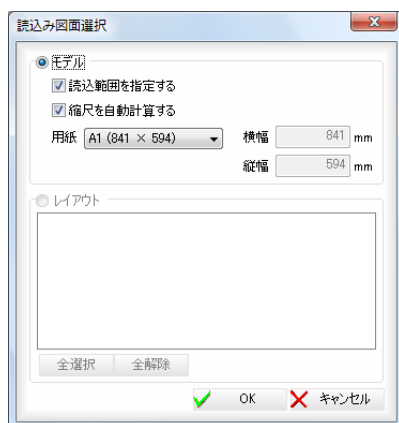 読込み図面選択
モデル
読込範囲を指定する
縮尺を自動計算する
用紙 A1 (841 × 594) 横幅 841 mm
縦幅 594 mm
レイアウト
全選択 全解除
OK キャンセル